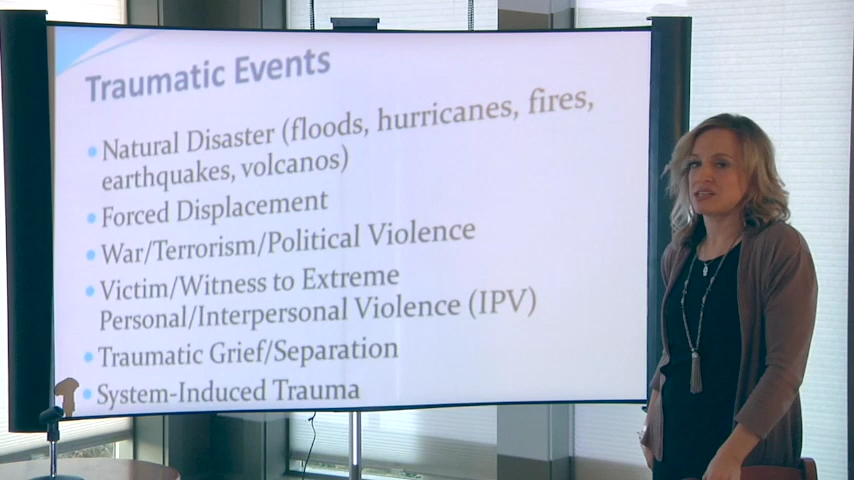 Traumatic Events
• Natural Disaster (floods, hurricanes, fires,
earthquakes, volcanos)
• Forced Displacement
• War/Terrorism/Political Violence
• Victim/Witness to Extreme
Personal/Interpersonal Violence (IPV)
• Traumatic Grief/Separation
• System-Induced Trauma